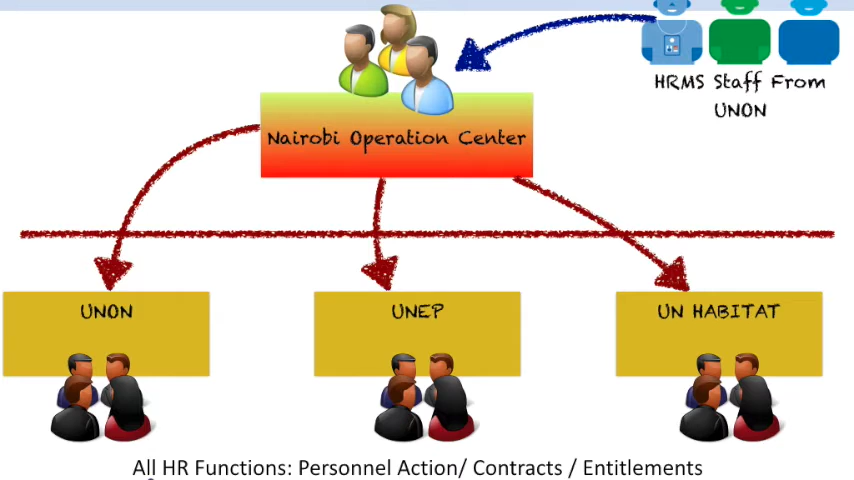 HRMS Staff From
UNON
Nairobi Operation Center
UNON
UNEP
UN HABITAT
All HR Functions: Personnel Action/ Contracts / Entitlements